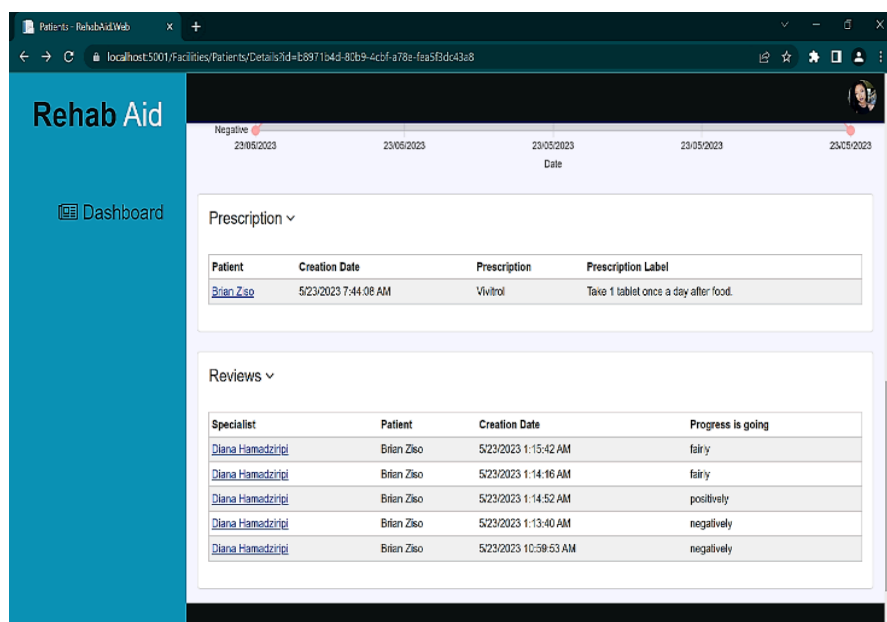 Patients - RehabAid.Web
localhost:5001/Facilities/Patients/Details?id=b8971b4d-80b9-4cbf-a78e-fea5f3dc43a8
Rehab Aid
Dashboard
Negative
23/05/2023 23/05/2023 23/05/2023 23/05/2023 23/05/2023
Date
Prescription
Patient Creation Date Prescription Prescription Label
Brian Ziso 5/23/2023 7:44:08 AM Vivitrol Take 1 tablet once a day after food.
Reviews
Specialist Patient Creation Date Progress is going
Diana Hamadziripi Brian Ziso 5/23/2023 1:15:42 AM fairly
Diana Hamadziripi Brian Ziso 5/23/2023 1:14:16 AM fairly
Diana Hamadziripi Brian Ziso 5/23/2023 1:14:52 AM positively
Diana Hamadziripi Brian Ziso 5/23/2023 1:13:40 AM negatively
Diana Hamadziripi Brian Ziso 5/23/2023 10:59:53 AM negatively